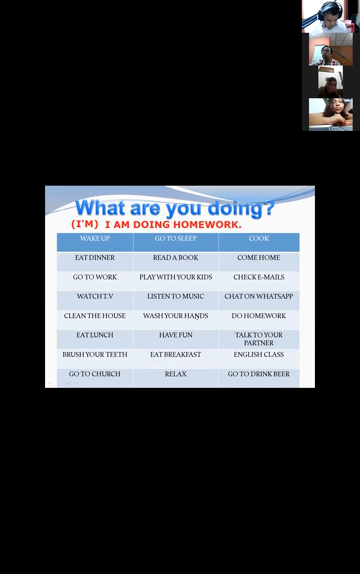 What are you doing?
(I'M) I AM DOING HOMEWORK.
WAKE UP GO TO SLEEP COOK
EAT DINNER READ A BOOK COME HOME
GO TO WORK PLAY WITH YOUR KIDS CHECK E-MAILS
WATCH T.V LISTEN TO MUSIC CHAT ON WHATSAPP
CLEAN THE HOUSE WASH YOUR HANDS DO HOMEWORK
EAT LUNCH HAVE FUN TALK TO YOUR
PARTNER
BRUSH YOUR TEETH EAT BREAKFAST ENGLISH CLASS
GO TO CHURCH RELAX GO TO DRINK BEER